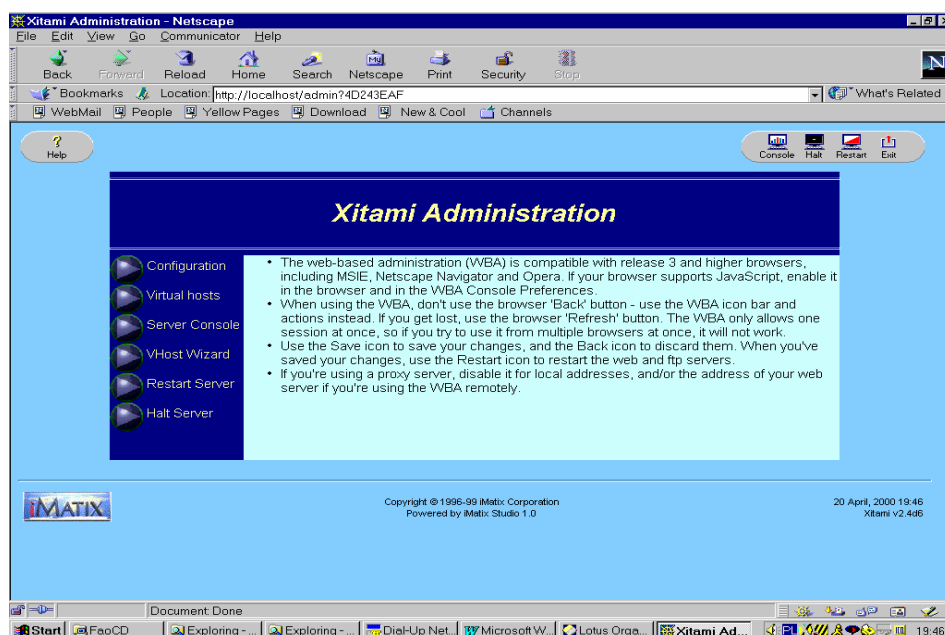 Xitami Administration - Netscape
File Edit View Go Communicator Help
Back Forward Reload Home Search Netscape Print Security Stop
N
Bookmarks Location: http://localhost/admin?4D243EAF What's Related
WebMail People Yellow Pages Download New & Cool Channels
Help
Console Halt Restart Exit
Xitami Administration
Configuration
Virtual hosts
Server Console
VHost Wizard
Restart Server
Halt Server
• The web-based administration (WBA) is compatible with release 3 and higher browsers,
including MSIE, Netscape Navigator and Opera. If your browser supports JavaScript, enable it
in the browser and in the WBA Console Preferences.
• When using the WBA, don't use the browser 'Back' button - use the WBA icon bar and
actions instead. If you get lost, use the browser 'Refresh' button. The WBA only allows one
session at once, so if you try to use it from multiple browsers at once, it will not work.
• Use the Save icon to save your changes, and the Back icon to discard them. When you've
saved your changes, use the Restart icon to restart the web and ftp servers.
• If you're using a proxy server, disable it for local addresses, and/or the address of your web
server if you're using the WBA remotely.
iMATIX
Copyright © 1996-99 iMatix Corporation
Powered by iMatix Studio 1.0
20 April, 2000 19:46
Xitami v2.4d6
Document: Done
Start FaoCD Exploring - ... Exploring - ... Dial-Up Net... Microsoft W... Lotus Orga... Xitami Ad... PL 19:49